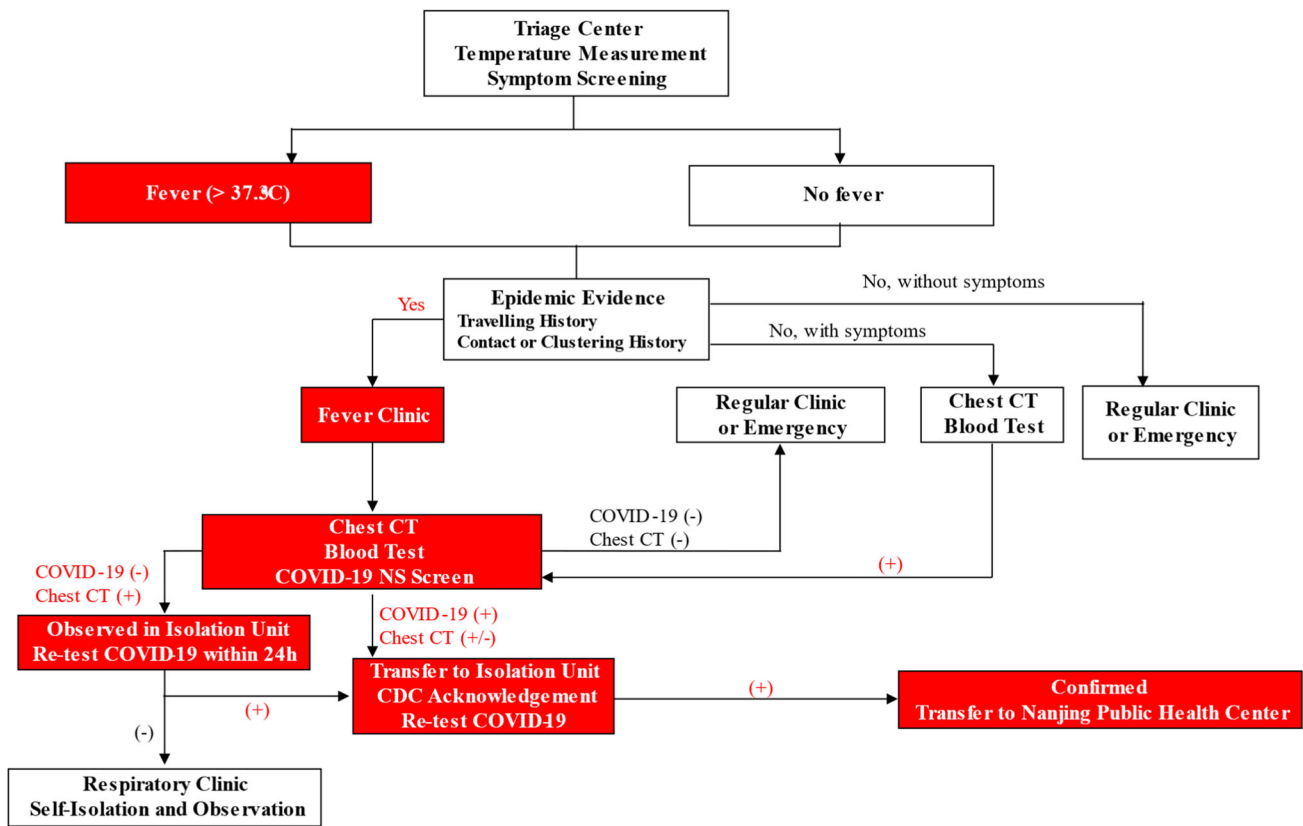 Triage Center
Temperature Measurement
Symptom Screening
Fever (> 37.3C)
No fever
Epidemic Evidence
Travelling History
Contact or Clustering History
Yes
No, without symptoms
No, with symptoms
Fever Clinic
Regular Clinic
or Emergency
Chest CT
Blood Test
Regular Clinic
or Emergency
Chest CT
Blood Test
COVID-19 NS Screen
COVID-19 (-)
Chest CT (-)
(+)
COVID-19 (-)
Chest CT (+)
COVID-19 (+)
Chest CT (+/-)
Observed in Isolation Unit
Re-test COVID-19 within 24h
Transfer to Isolation Unit
CDC Acknowledgement
Re-test COVID-19
(+)
(+)
Confirmed
Transfer to Nanjing Public Health Center
(-)
Respiratory Clinic
Self-Isolation and Observation